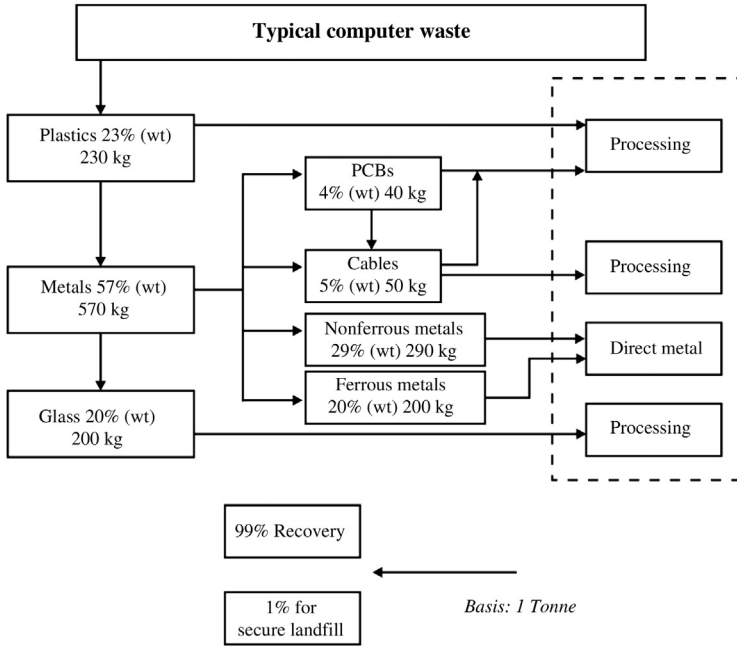 Typical computer waste
Plastics 23% (wt)
230 kg
Processing
PCBs
4% (wt) 40 kg
Metals 57% (wt)
570 kg
Cables
5% (wt) 50 kg
Processing
Nonferrous metals
29% (wt) 290 kg
Direct metal
Ferrous metals
20% (wt) 200 kg
Glass 20% (wt)
200 kg
Processing
99% Recovery
1% for
secure landfill
Basis: 1 Tonne